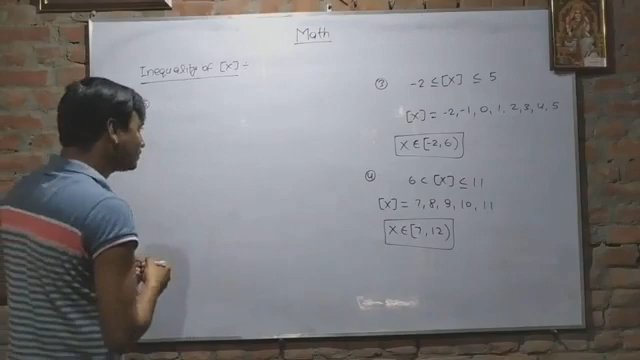 Math
Inequality of [x] :-
③ -2 ≤ [x] ≤ 5
[x] = -2, -1, 0, 1, 2, 3, 4, 5
x ∈ [-2, 6)
④ 6 < [x] ≤ 11
[x] = 7, 8, 9, 10, 11
x ∈ [7, 12)